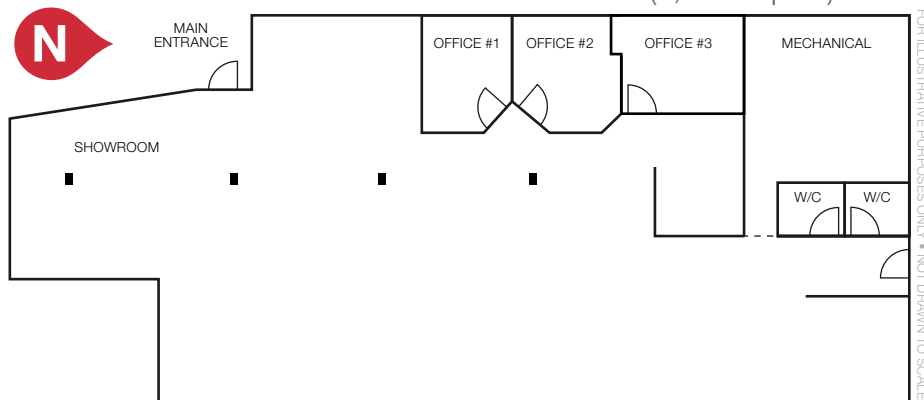 N
MAIN
ENTRANCE
OFFICE #1
OFFICE #2
OFFICE #3
MECHANICAL
SHOWROOM
W/C
W/C
FOR ILLUSTRATIVE PURPOSES ONLY • NOT DRAWN TO SCALE